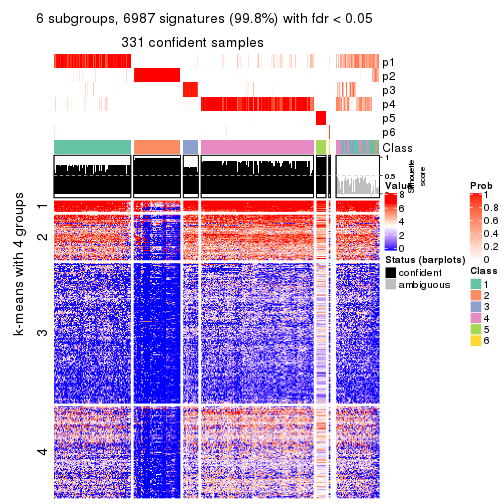 6 subgroups, 6987 signatures (99.8%) with fdr < 0.05
331 confident samples
p1
p2
p3
p4
p5
p6
Class
1
0.5
0
Silhouette
score
k-means with 4 groups
1
2
3
4
Value
8
6
4
2
0
Status (barplots)
confident
ambiguous
Prob
1
0.8
0.6
0.4
0.2
0
Class
1
2
3
4
5
6